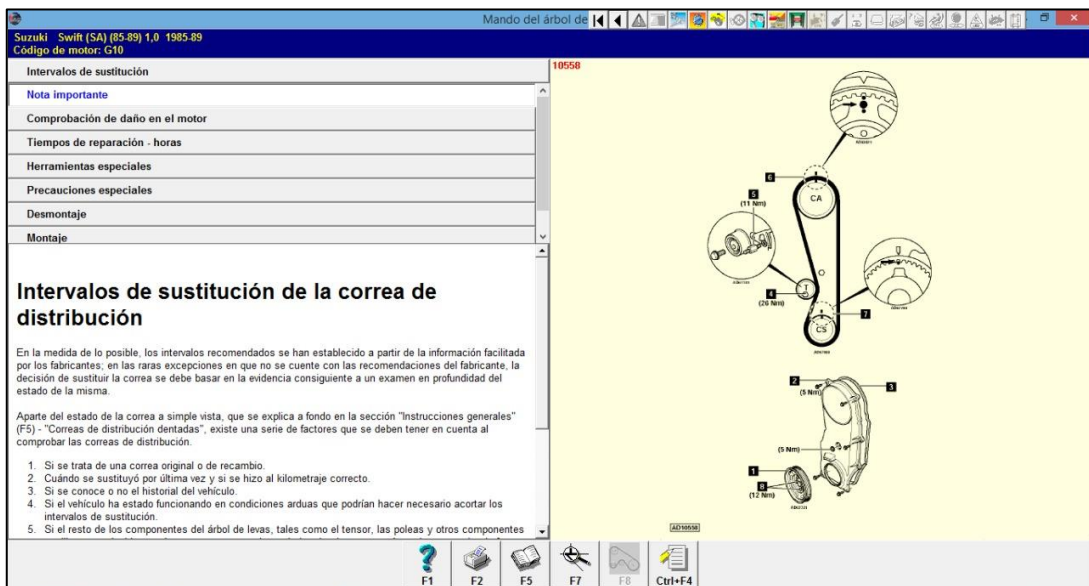 Mando del árbol de
Suzuki Swift (SA) (85-89) 1,0 1985-89
Código de motor: G10
Intervalos de sustitución
Nota importante
Comprobación de daño en el motor
Tiempos de reparación - horas
Herramientas especiales
Precauciones especiales
Desmontaje
Montaje
Intervalos de sustitución de la correa de
distribución
En la medida de lo posible, los intervalos recomendados se han establecido a partir de la información facilitada
por los fabricantes; en las raras excepciones en que no se cuente con las recomendaciones del fabricante, la
decisión de sustituir la correa se debe basar en la evidencia consiguiente a un examen en profundidad del
estado de la misma.
Aparte del estado de la correa a simple vista, que se explica a fondo en la sección "Instrucciones generales"
(F5) - "Correas de distribución dentadas", existe una serie de factores que se deben tener en cuenta al
comprobar las correas de distribución.
1. Si se trata de una correa original o de recambio.
2. Cuándo se sustituyó por última vez y si se hizo al kilometraje correcto.
3. Si se conoce o no el historial del vehículo.
4. Si el vehículo ha estado funcionando en condiciones arduas que podrían hacer necesario acortar los
intervalos de sustitución.
5. Si el resto de los componentes del árbol de levas, tales como el tensor, las poleas y otros componentes
10558
6
CA
5
(11 Nm)
T
4
(26 Nm)
7
CS
2
(5 Nm)
3
(5 Nm)
1
8
(12 Nm)
AD10558
F1 F2 F5 F7 F8 Ctrl+F4